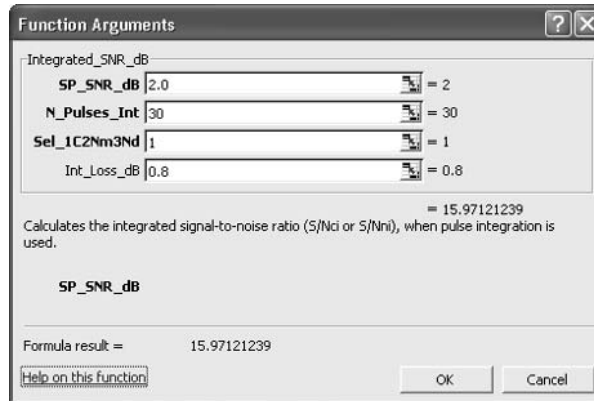 Function Arguments
Integrated_SNR_dB
SP_SNR_dB 2.0 = 2
N_Pulses_Int 30 = 30
Sel_1C2Nm3Nd 1 = 1
Int_Loss_dB 0.8 = 0.8
= 15.97121239
Calculates the integrated signal-to-noise ratio (S/Nci or S/Nni), when pulse integration is
used.
SP_SNR_dB
Formula result = 15.97121239
Help on this function OK Cancel